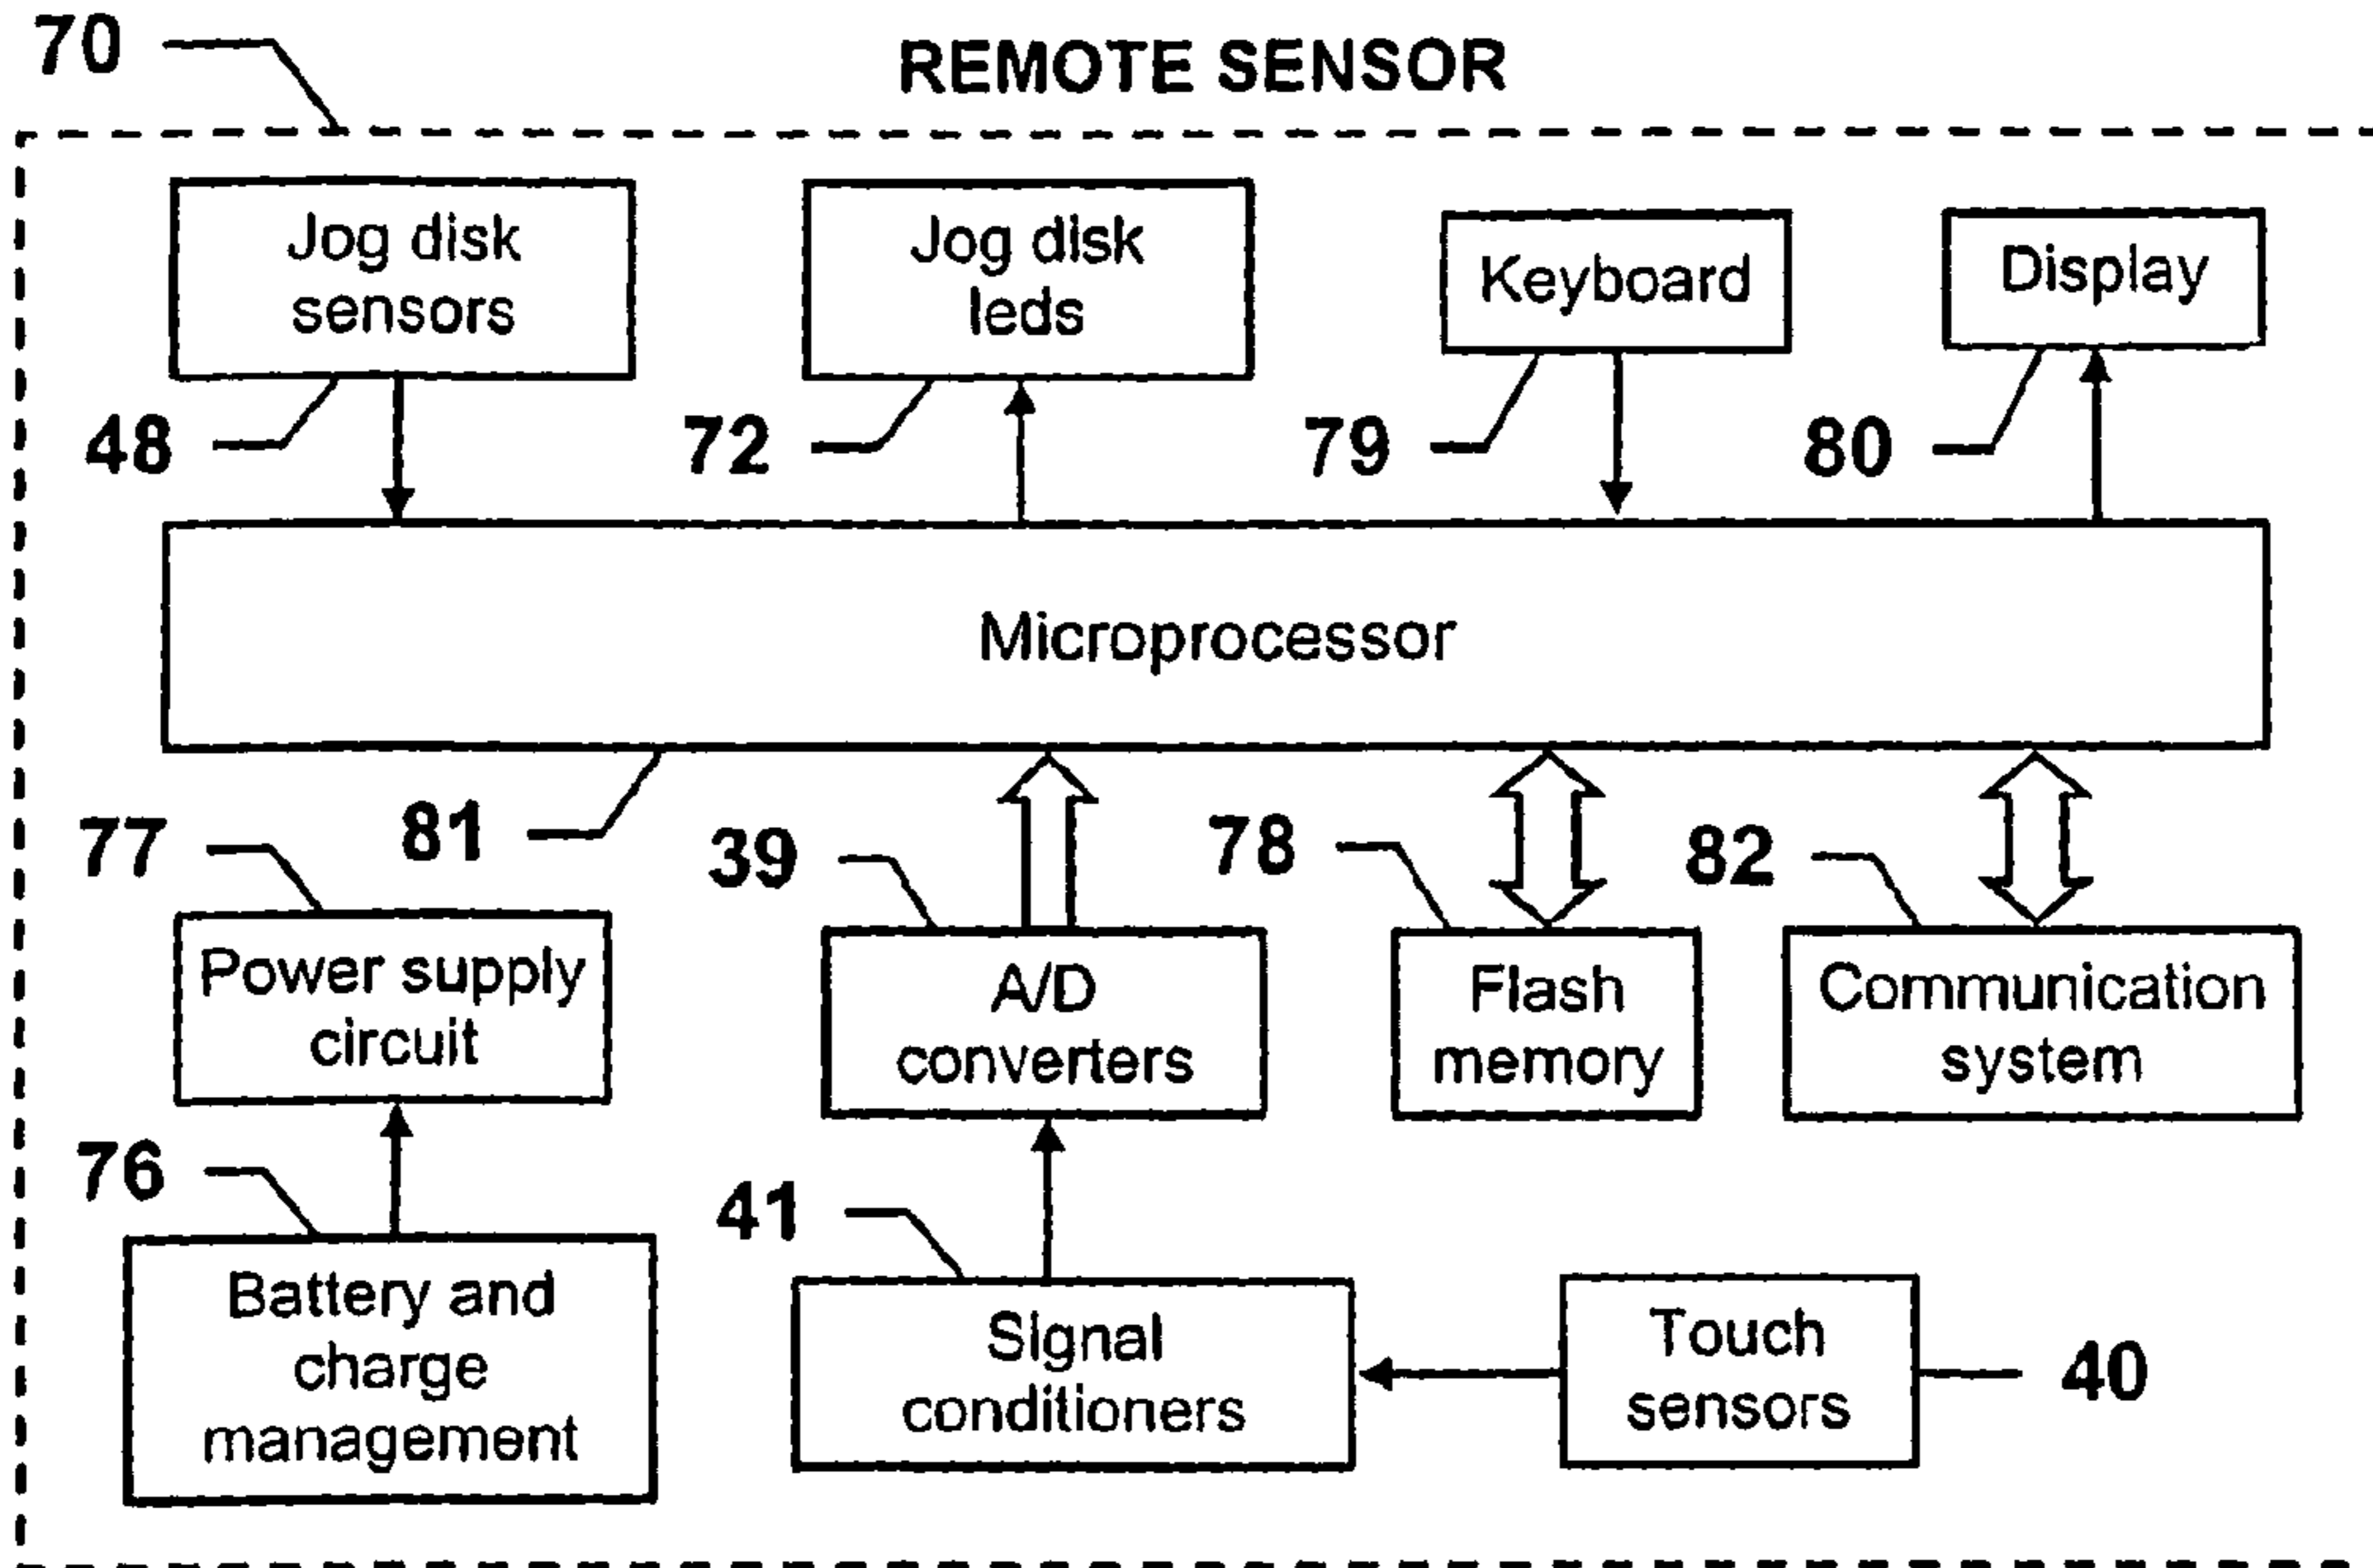 70
REMOTE SENSOR
Jog disk
sensors
Jog disk
leds
Keyboard
Display
48
72
79
80
Microprocessor
77
81
39
78
82
Power supply
circuit
A/D
converters
Flash
memory
Communication
system
76
41
Battery and
charge
management
Signal
conditioners
Touch
sensors
40